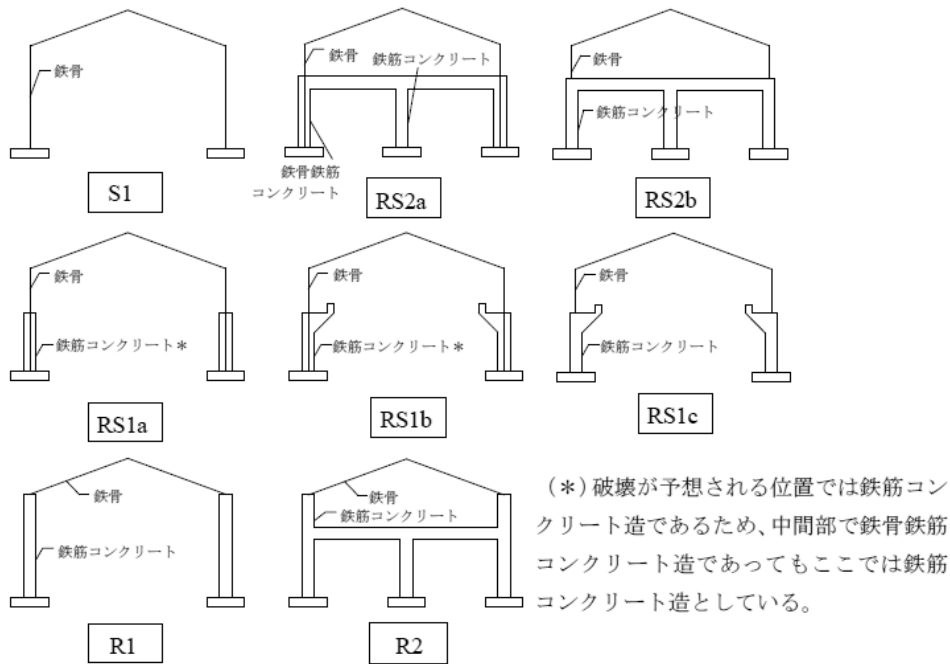 鉄骨
S1
鉄骨
鉄筋コンクリート
鉄骨鉄筋
コンクリート
RS2a
鉄骨
鉄筋コンクリート
RS2b
鉄骨
鉄筋コンクリート＊
RS1a
鉄骨
鉄筋コンクリート＊
RS1b
鉄骨
鉄筋コンクリート
RS1c
鉄骨
鉄筋コンクリート
R1
鉄骨
鉄筋コンクリート
R2
（＊）破壊が予想される位置では鉄筋コン
クリート造であるため、中間部で鉄骨鉄筋
コンクリート造であってもここでは鉄筋
コンクリート造としている。